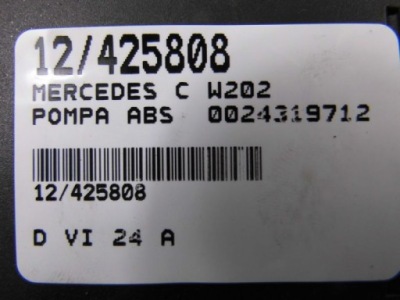 12/425808
MERCEDES C W202
POMPA ABS 0024319712
12/425808
D VI 24 A